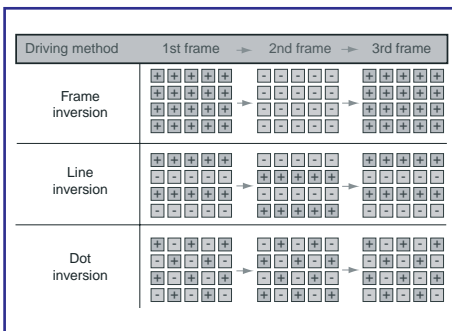 Driving method 1st frame 2nd frame 3rd frame
+ + + + + - - - - - + + + + +
+ + + + + - - - - - + + + + +
Frame
inversion
+ + + + + - - - - - + + + + +
+ + + + + - - - - - + + + + +
+ + + + + - - - - - + + + + +
- - - - - + + + + + - - - - -
Line
inversion
+ + + + + - - - - - + + + + +
- - - - - + + + + + - - - - -
+ - + - + - + - + - + - + - +
- + - + - + - + - + - + - + -
Dot
inversion
+ - + - + - + - + - + - + - +
- + - + - + - + - + - + - + -